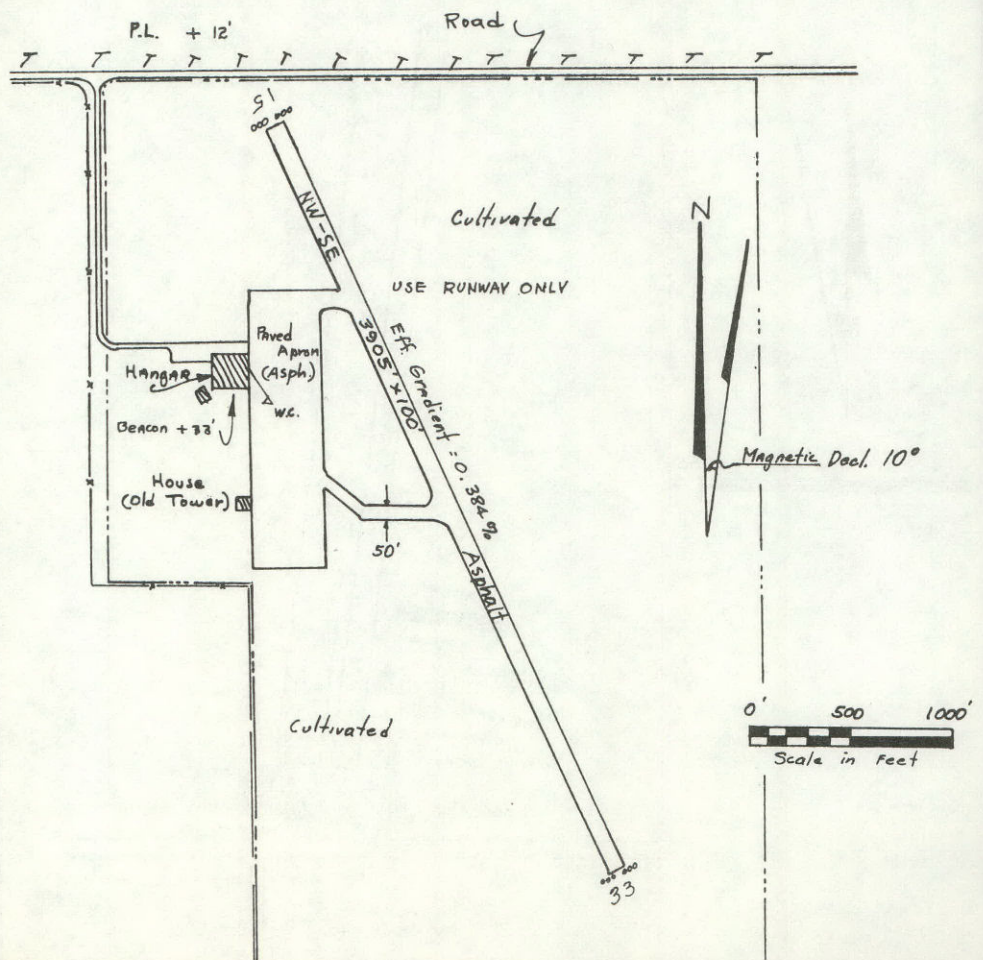 P.L. + 12'
Road
15
NW-SE
Cultivated
N
USE RUNWAY ONLY
3905' x 100'
Eff. Gradient : 0.384 %
Paved
Apron
(Asph.)
Hangar
W.C.
Beacon + 33'
Magnetic Decl. 10°
House
(Old Tower)
50'
Asphalt
0' 500 1000'
Scale in Feet
Cultivated
33